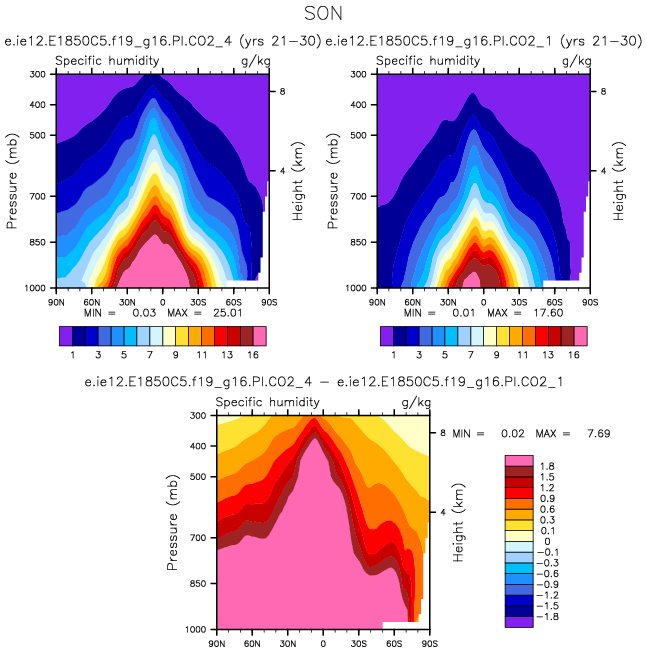 SON
e.ie12.E1850C5.f19_g16.PI.CO2_4 (yrs 21-30) e.ie12.E1850C5.f19_g16.PI.CO2_1 (yrs 21-30)
Specific humidity g/kg
300
400
500
700
850
1000
Pressure (mb)
8
4
Height (km)
90N 60N 30N 0 30S 60S 90S
MIN = 0.03 MAX = 25.01
1 3 5 7 9 11 13 16
Specific humidity g/kg
300
400
500
700
850
1000
Pressure (mb)
8
4
Height (km)
90N 60N 30N 0 30S 60S 90S
MIN = 0.01 MAX = 17.60
1 3 5 7 9 11 13 16
e.ie12.E1850C5.f19_g16.PI.CO2_4 - e.ie12.E1850C5.f19_g16.PI.CO2_1
Specific humidity g/kg
300
400
500
700
850
1000
Pressure (mb)
8
4
Height (km)
90N 60N 30N 0 30S 60S 90S
MIN = 0.02 MAX = 7.69
1.8
1.5
1.2
0.9
0.6
0.3
0.1
0
-0.1
-0.3
-0.6
-0.9
-1.2
-1.5
-1.8